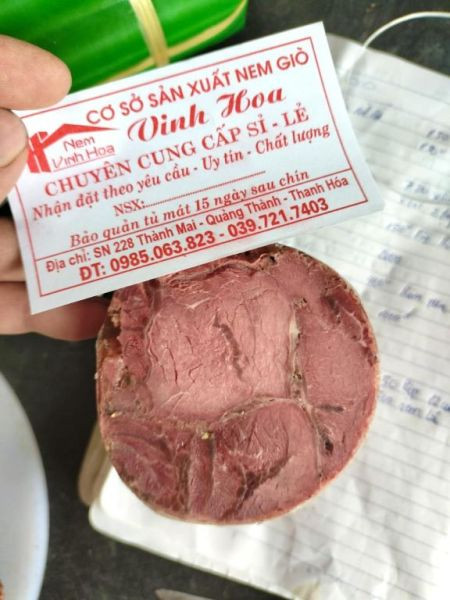 CƠ SỞ SẢN XUẤT NEM GIÒ
Vinh Hoa
Nem
Vinh Hoa
CHUYÊN CUNG CẤP SỈ - LẺ
Nhận đặt theo yêu cầu - Uy tín - Chất lượng
NSX:
Bảo quản tủ mát 15 ngày sau chín
Địa chỉ: SN 228 Thành Mai - Quảng Thành - Thanh Hóa
ĐT: 0985.063.823 - 039.721.7403